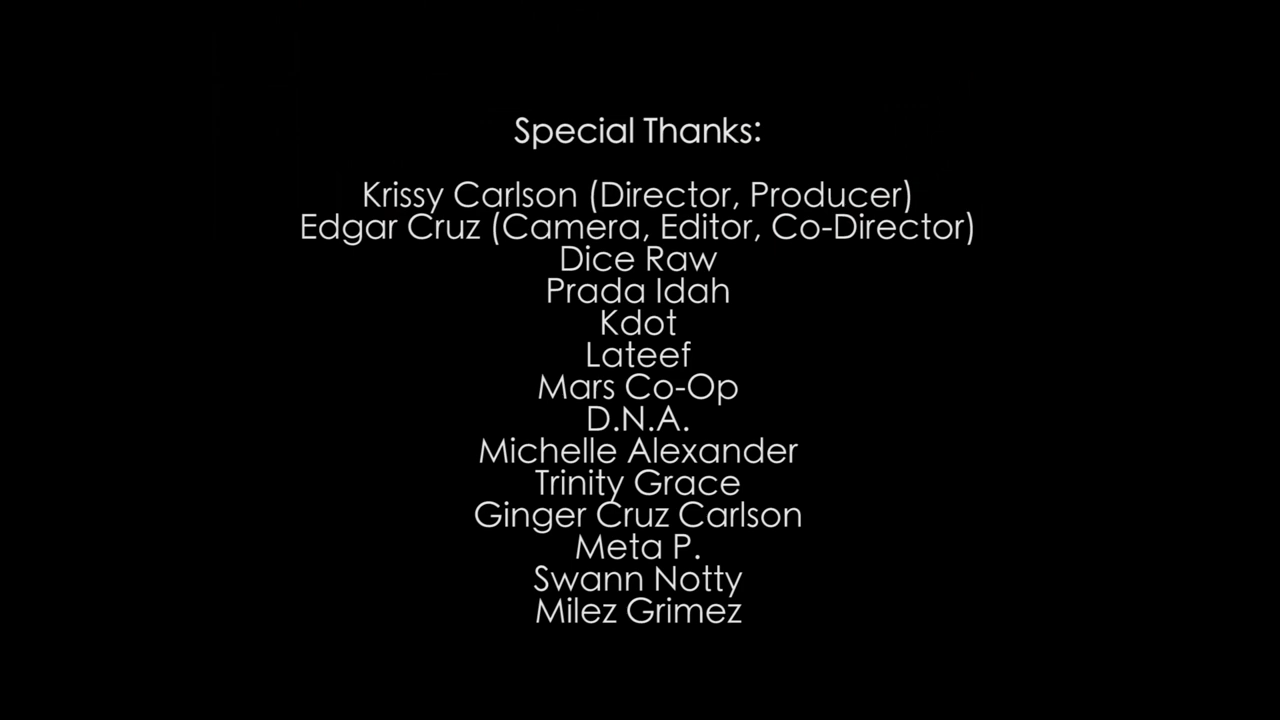 Special Thanks:
Krissy Carlson (Director, Producer)
Edgar Cruz (Camera, Editor, Co-Director)
Dice Raw
Prada Idah
Kdot
Lateef
Mars Co-Op
D.N.A.
Michelle Alexander
Trinity Grace
Ginger Cruz Carlson
Meta P.
Swann Notty
Milez Grimez